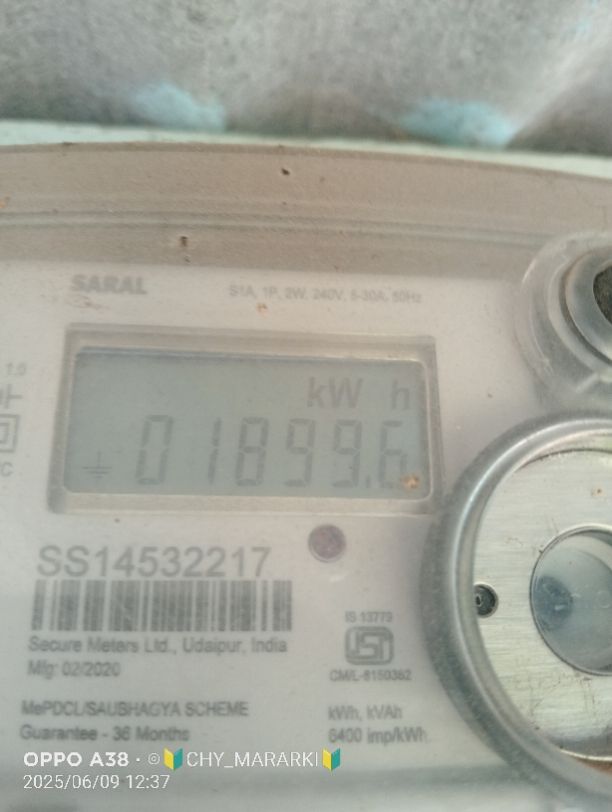 SARAL
S1A, 1P, 2W, 240V, 5-30A, 50Hz
1.0
kW h
01899.6
C
SS14532217
Secure Meters Ltd., Udaipur, India
Mfg: 02/2020
IS 13779
CM/L-8150362
MePDCL/SAUBHAGYA SCHEME
Guarantee - 36 Months
kWh, kVAh
6400 imp/kWh
OPPO A38 · ©🔰CHY_MARARKI🔰
2025/06/09 12:37